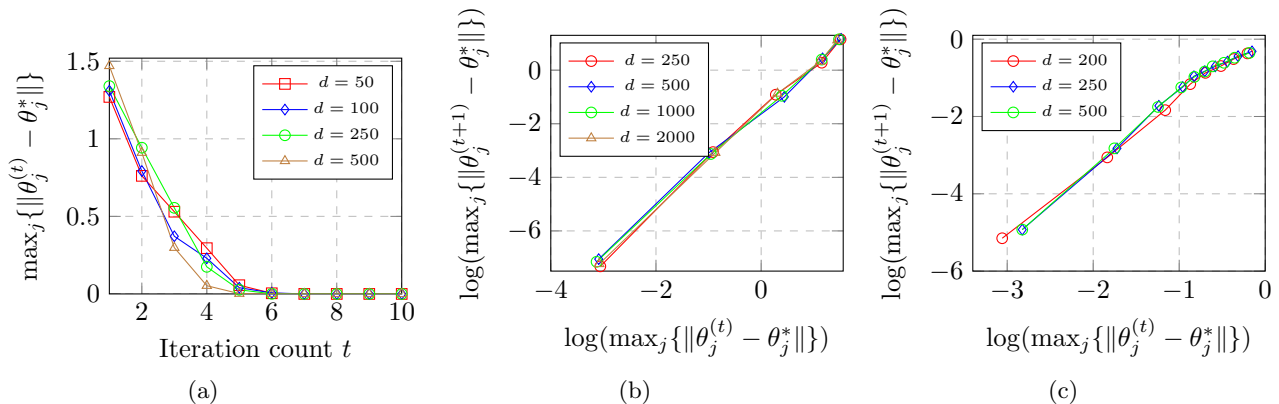 max_j{‖θ_j^(t) − θ_j^*‖}
1.5
1
0.5
0
2 4 6 8 10
Iteration count t
d = 50
d = 100
d = 250
d = 500
(a)
log(max_j{‖θ_j^(t+1) − θ_j^*‖})
0
−2
−4
−6
−4 −2 0
log(max_j{‖θ_j^(t) − θ_j^*‖})
d = 250
d = 500
d = 1000
d = 2000
(b)
log(max_j{‖θ_j^(t+1) − θ_j^*‖})
0
−2
−4
−6
−3 −2 −1 0
log(max_j{‖θ_j^(t) − θ_j^*‖})
d = 200
d = 250
d = 500
(c)